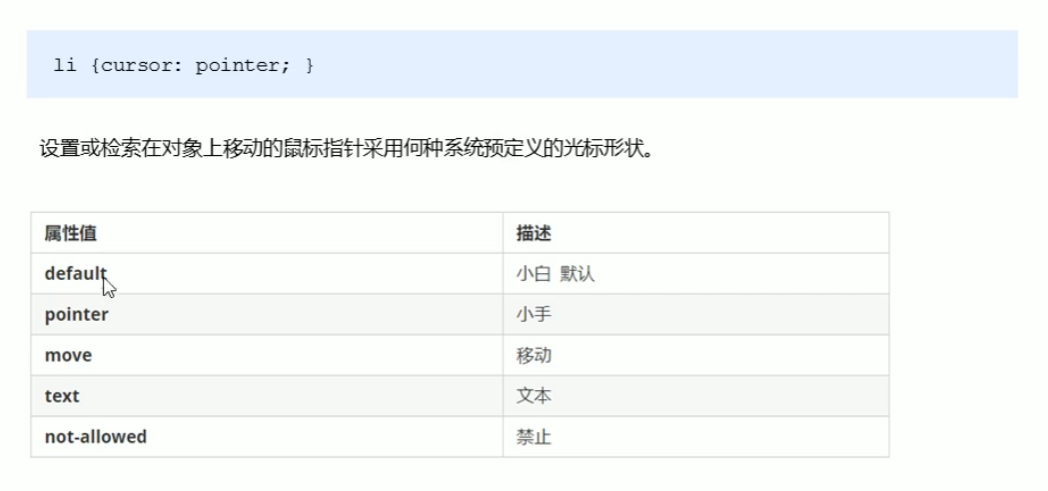 li {cursor: pointer; }
设置或检索在对象上移动的鼠标指针采用何种系统预定义的光标形状。
属性值 描述
default 小白 默认
pointer 小手
move 移动
text 文本
not-allowed 禁止